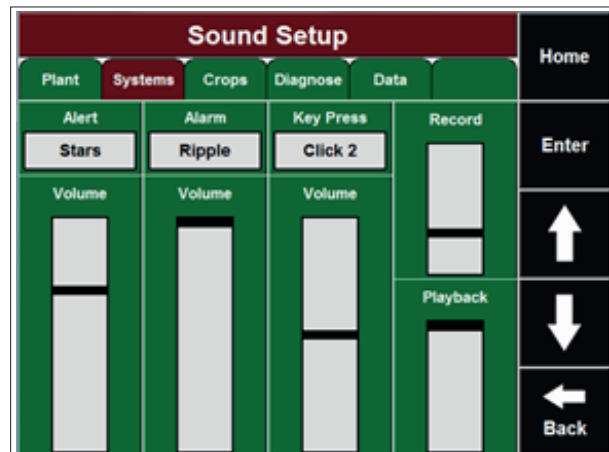 Sound Setup
Home
Plant Systems Crops Diagnose Data
Alert Alarm Key Press Record
Stars Ripple Click 2
Enter
Volume Volume Volume
Playback
Back